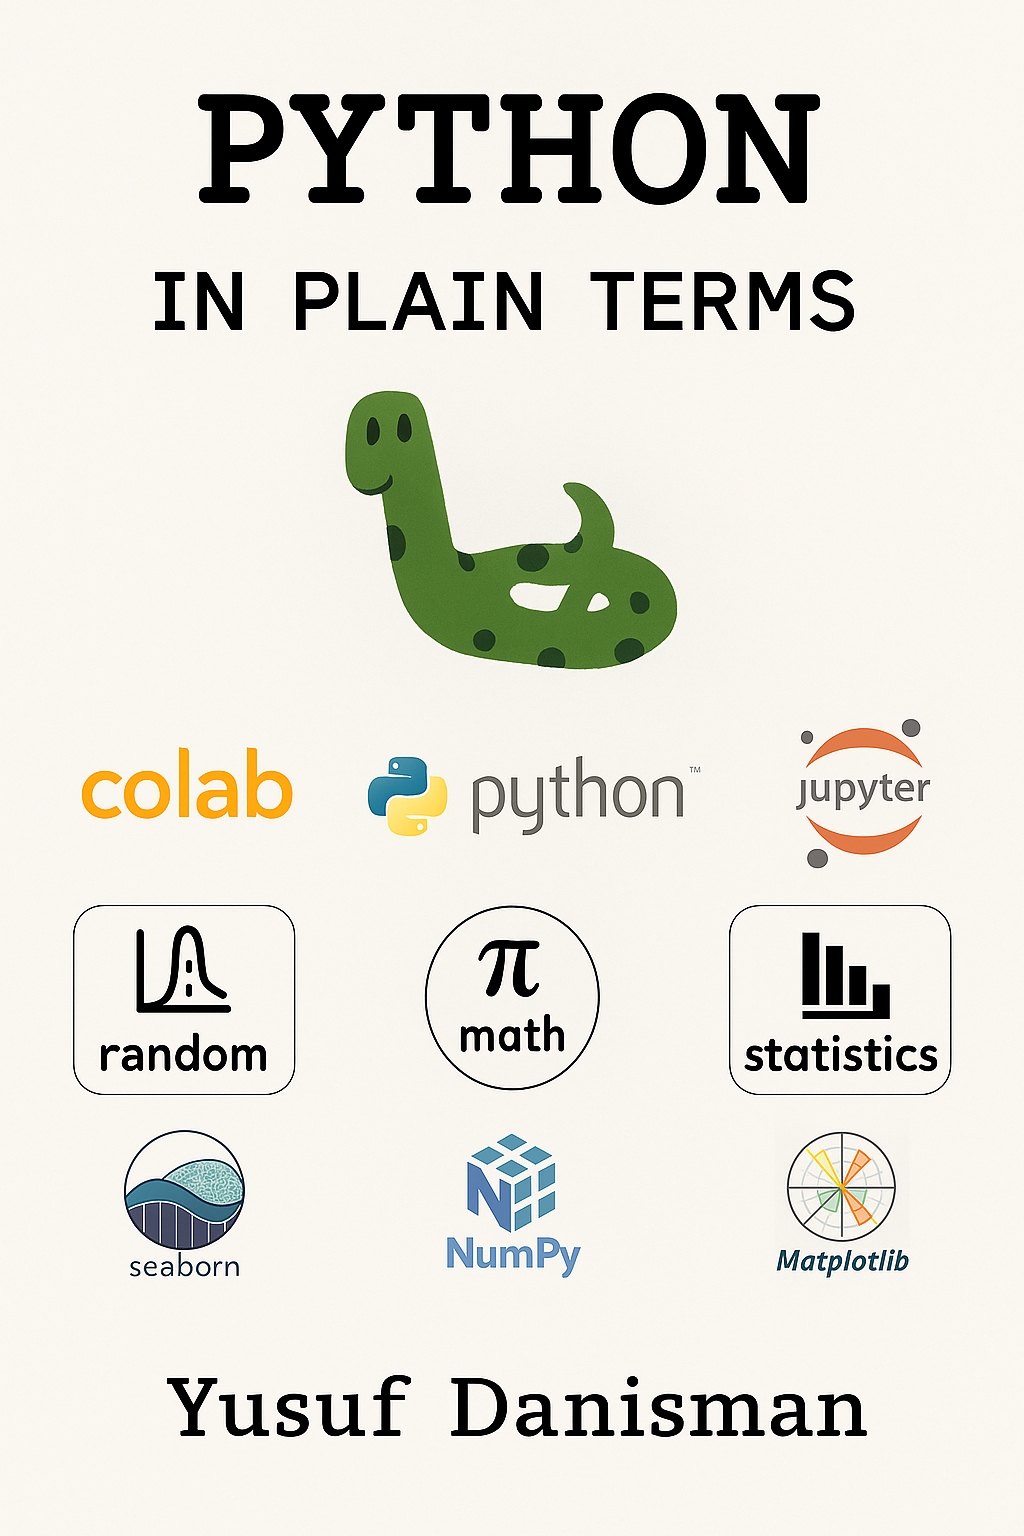 PYTHON
IN PLAIN TERMS
colab
python™
jupyter
random
π
math
statistics
seaborn
N
NumPy
Matplotlib
Yusuf Danisman